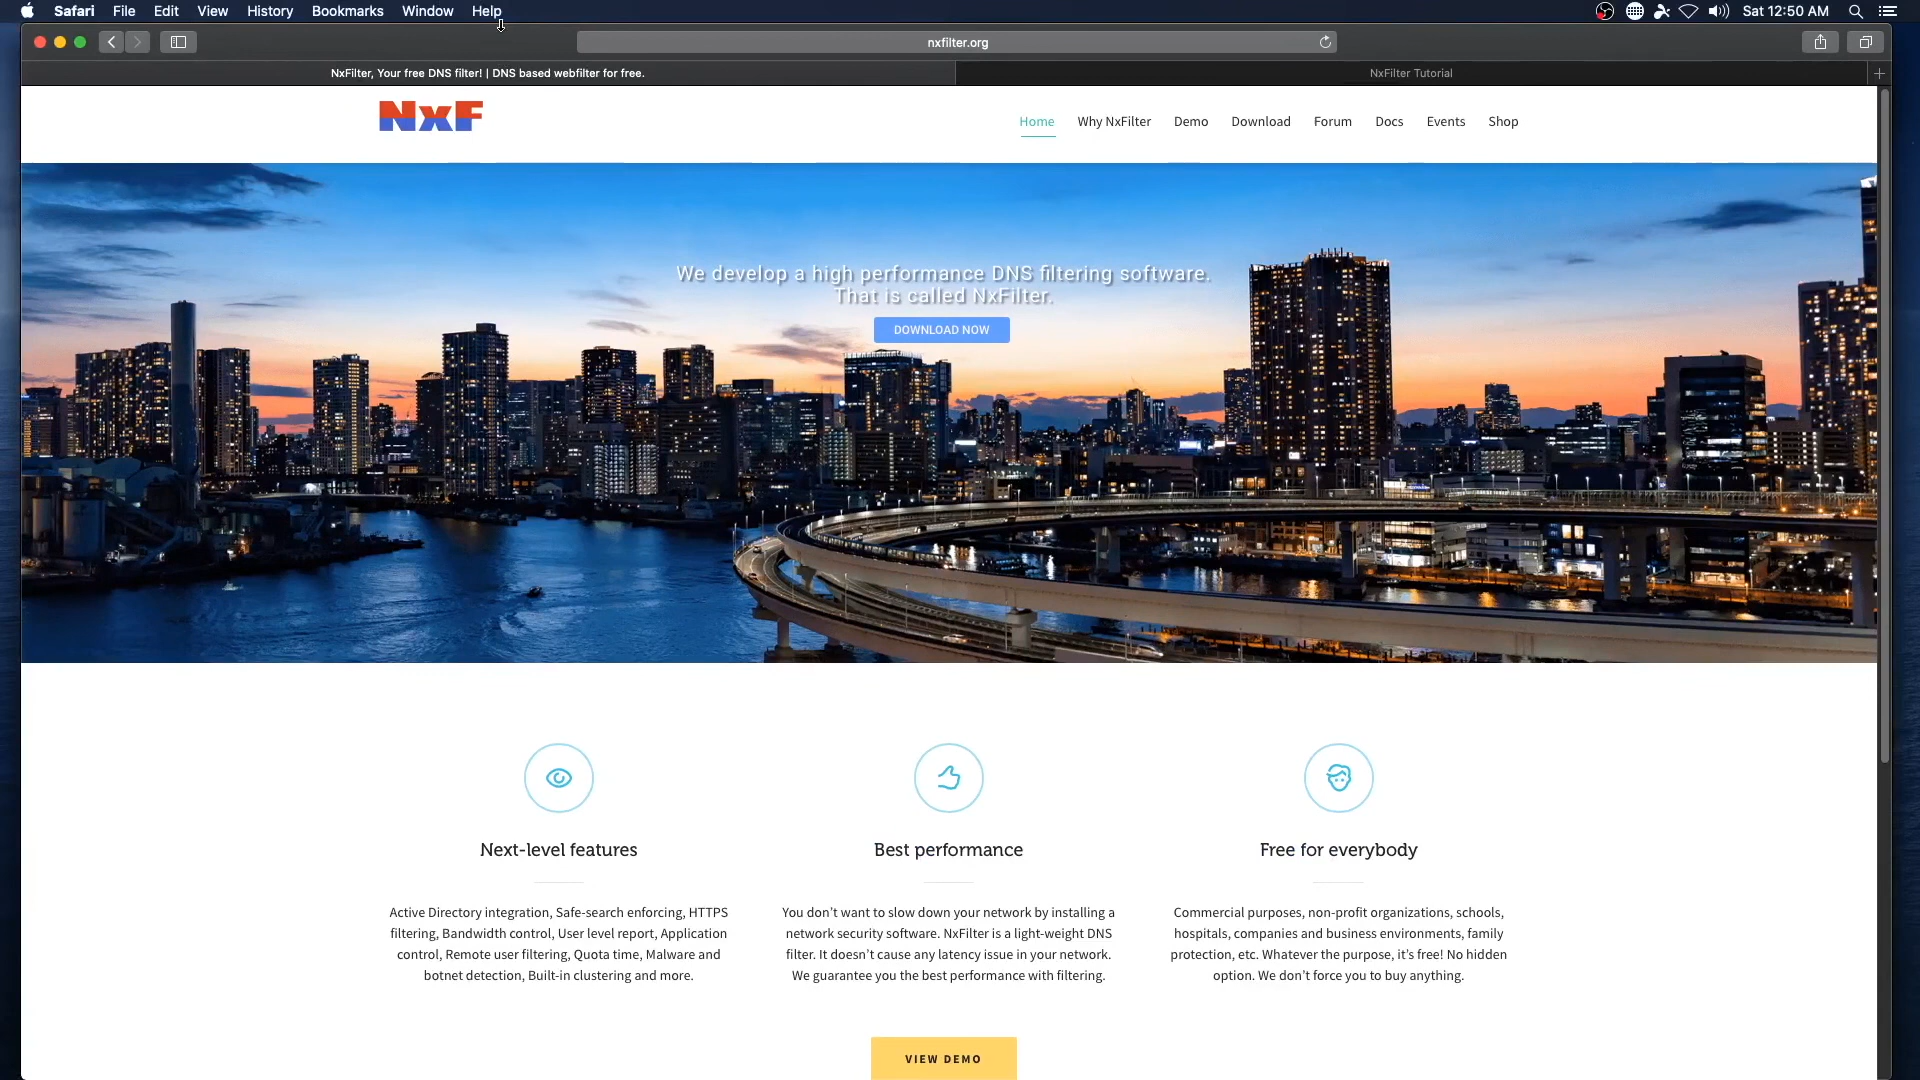 Safari File Edit View History Bookmarks Window Help
Sat 12:50 AM
nxfilter.org
NxFilter, Your free DNS filter! | DNS based webfilter for free.
NxFilter Tutorial
NxF
Home Why NxFilter Demo Download Forum Docs Events Shop
We develop a high performance DNS filtering software.
That is called NxFilter.
DOWNLOAD NOW
Next-level features
Active Directory integration, Safe-search enforcing, HTTPS
filtering, Bandwidth control, User level report, Application
control, Remote user filtering, Quota time, Malware and
botnet detection, Built-in clustering and more.
Best performance
You don't want to slow down your network by installing a
network security software. NxFilter is a light-weight DNS
filter. It doesn't cause any latency issue in your network.
We guarantee you the best performance with filtering.
Free for everybody
Commercial purposes, non-profit organizations, schools,
hospitals, companies and business environments, family
protection, etc. Whatever the purpose, it's free! No hidden
option. We don't force you to buy anything.
VIEW DEMO